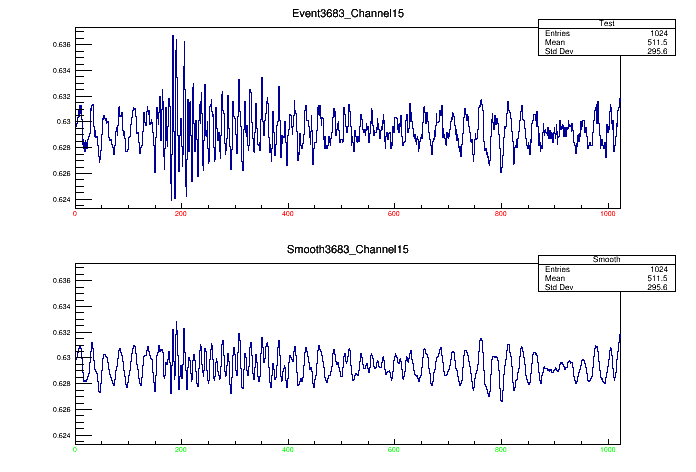 Event3683_Channel15
Test
Entries 1024
Mean 511.5
Std Dev 295.6
0.636
0.634
0.632
0.63
0.628
0.626
0.624
0 200 400 600 800 1000
Smooth3683_Channel15
Smooth
Entries 1024
Mean 511.5
Std Dev 295.6
0.636
0.634
0.632
0.63
0.628
0.626
0.624
0 200 400 600 800 1000